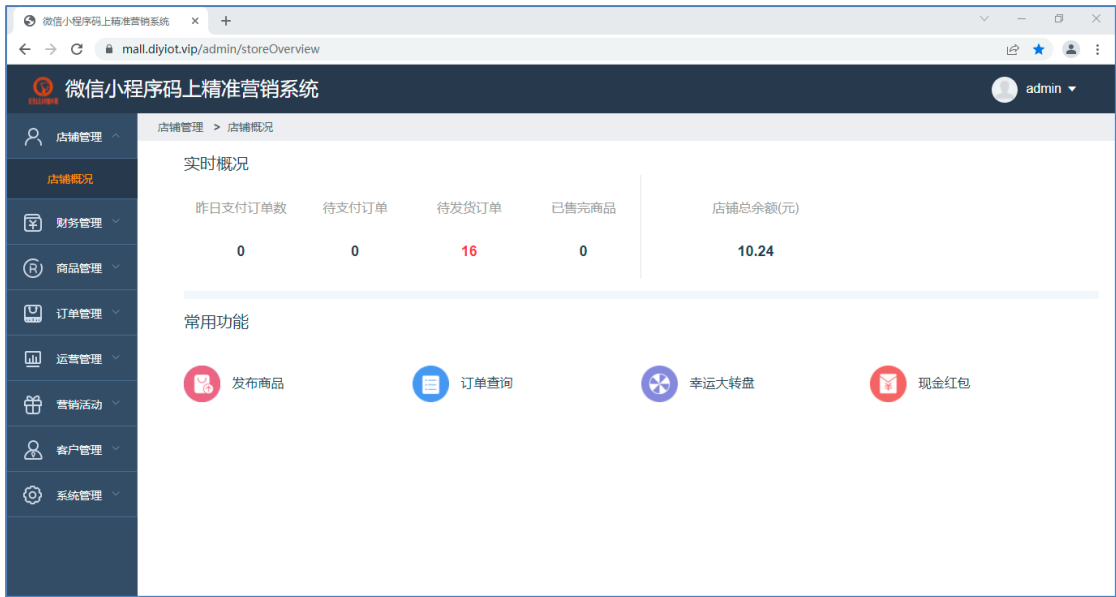 微信小程序码上精准营销系统
mall.diyiot.vip/admin/storeOverview
微信小程序码上精准营销系统
admin
店铺管理
店铺概况
财务管理
商品管理
订单管理
运营管理
营销活动
客户管理
系统管理
店铺管理 > 店铺概况
实时概况
昨日支付订单数 待支付订单 待发货订单 已售完商品 店铺总余额(元)
0 0 16 0 10.24
常用功能
发布商品 订单查询 幸运大转盘 现金红包